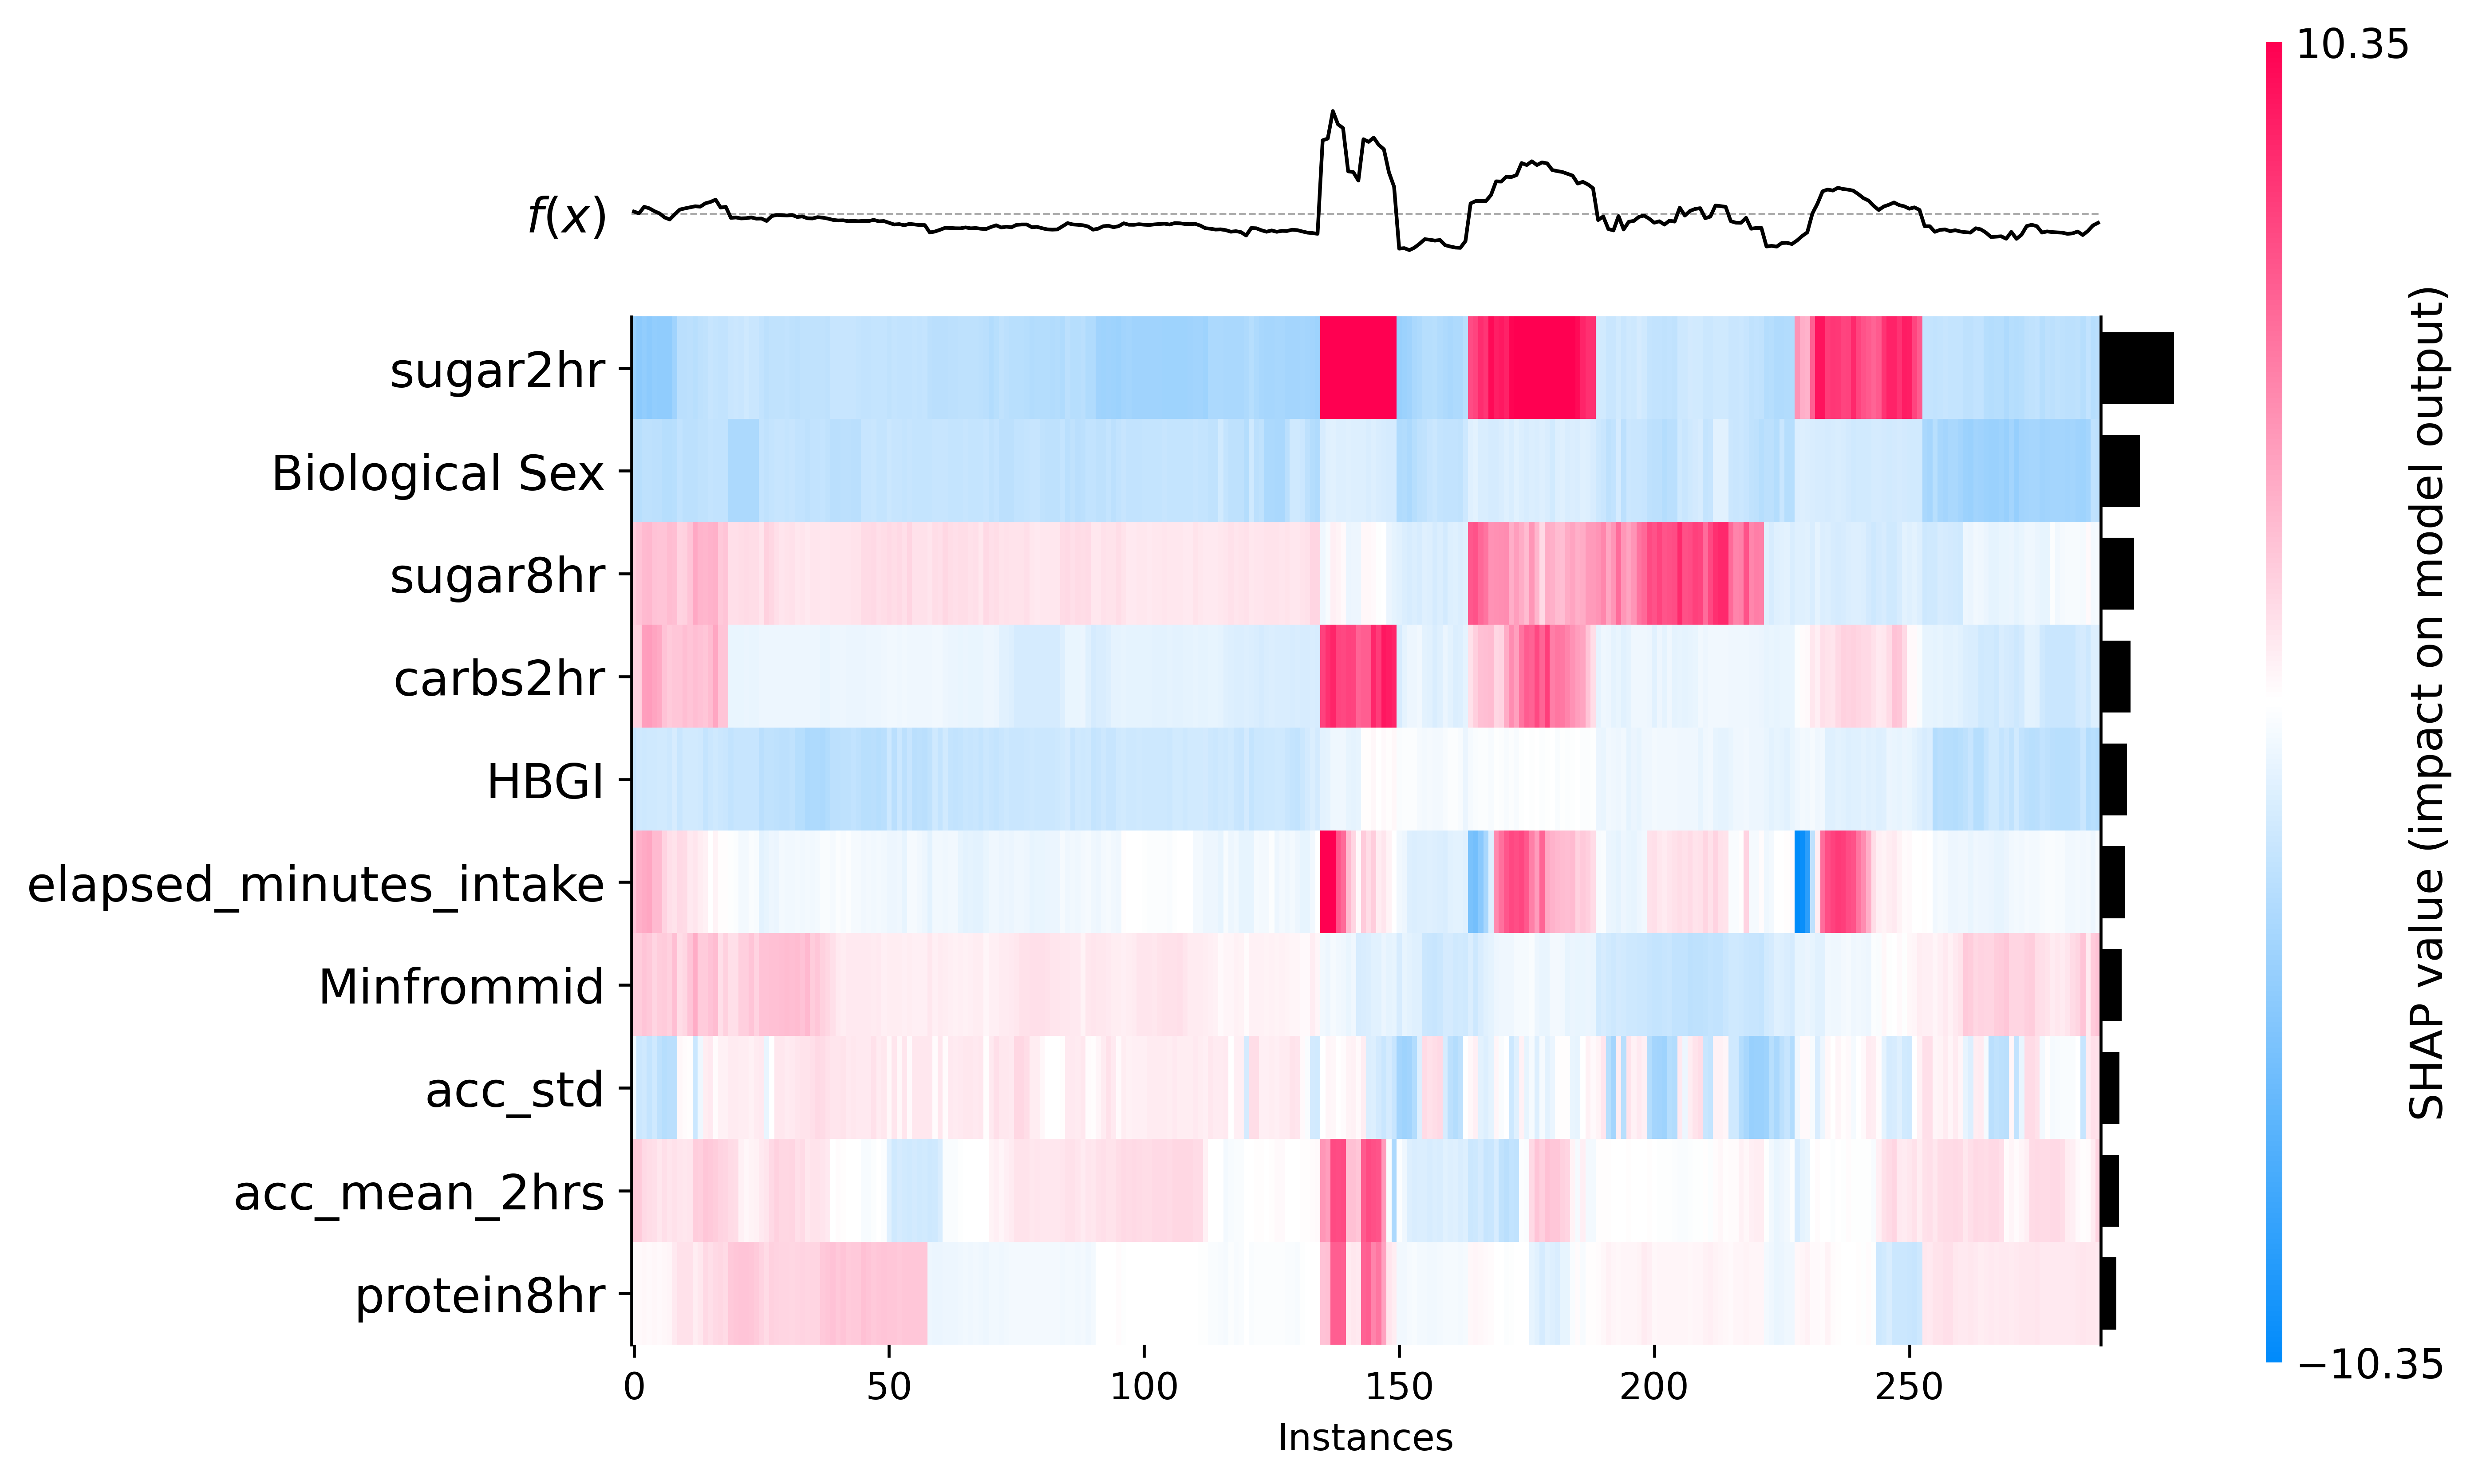 10.35
f(x)
sugar2hr
Biological Sex
sugar8hr
carbs2hr
HBGI
elapsed_minutes_intake
Minfrommid
acc_std
acc_mean_2hrs
protein8hr
0 50 100 150 200 250
Instances
SHAP value (impact on model output)
−10.35